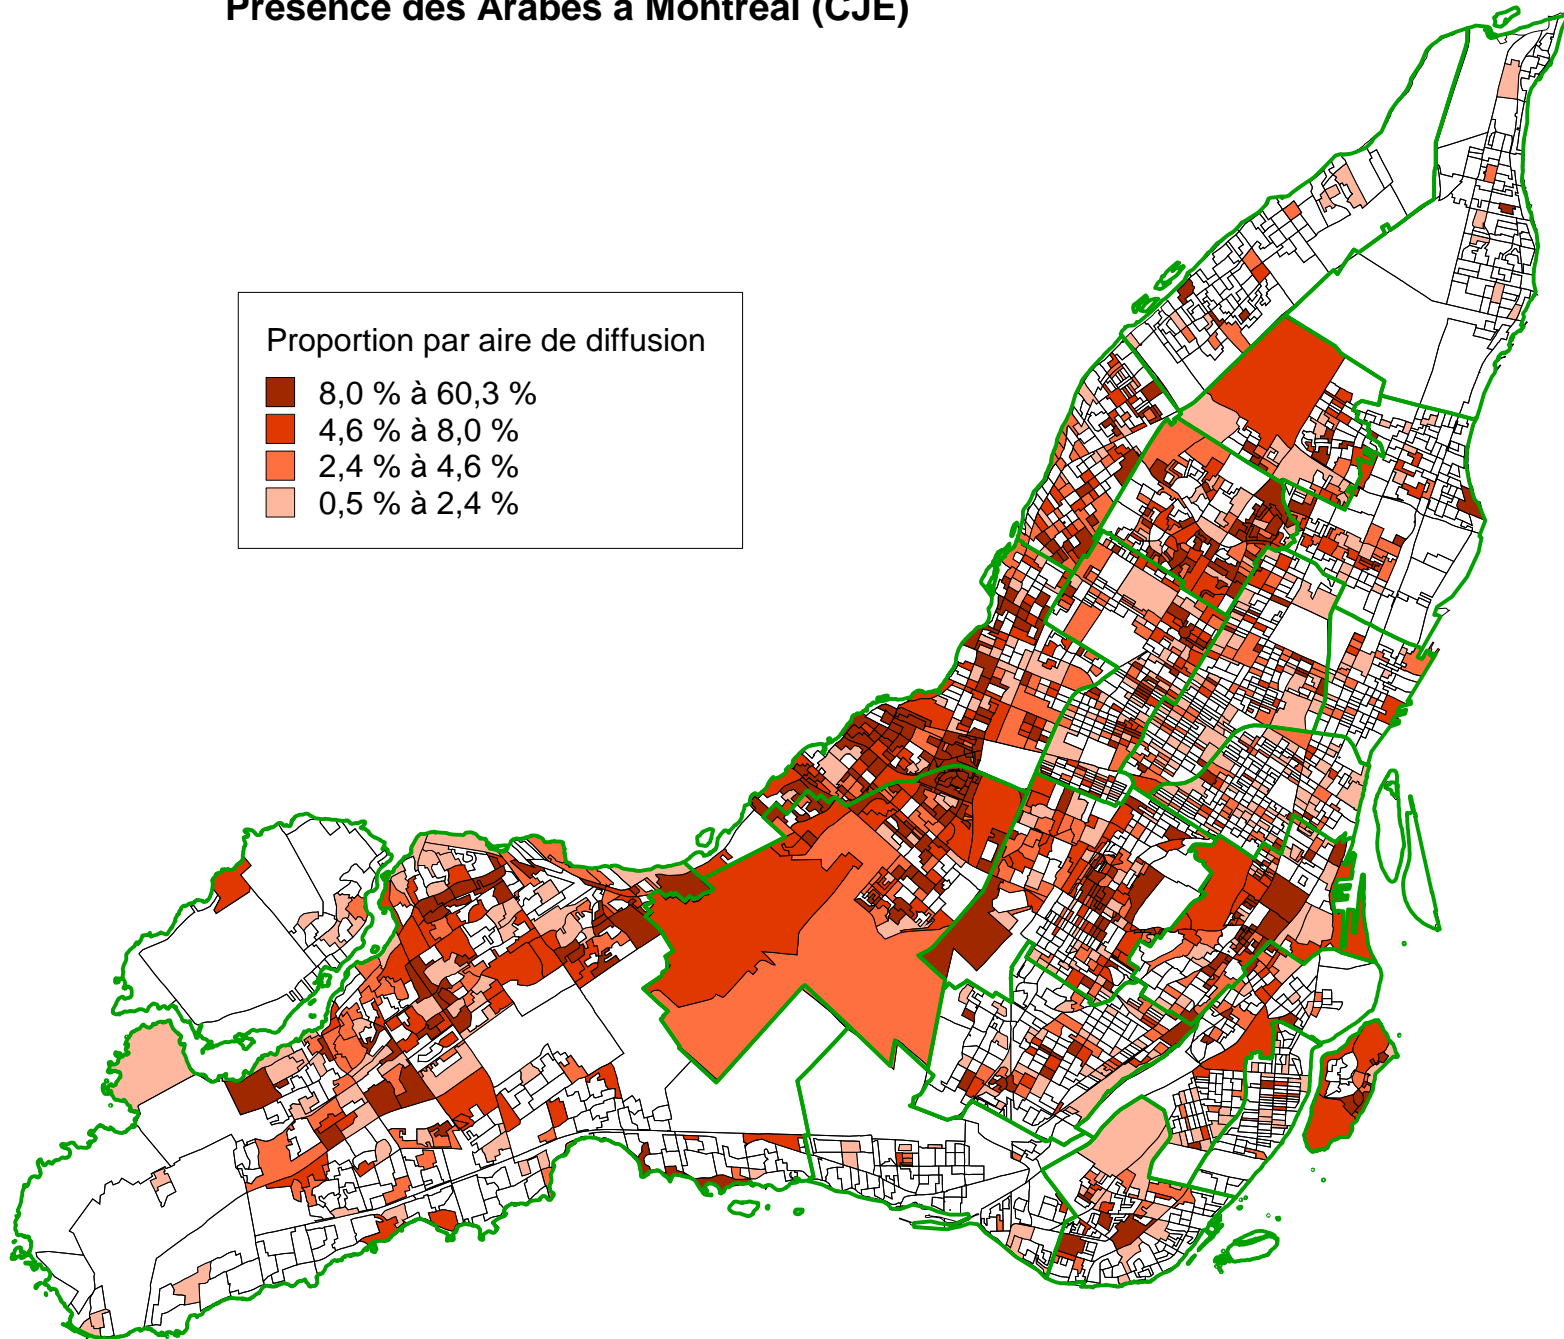 Présence des Arabes à Montréal (CJE)
Proportion par aire de diffusion
8,0 % à 60,3 %
4,6 % à 8,0 %
2,4 % à 4,6 %
0,5 % à 2,4 %